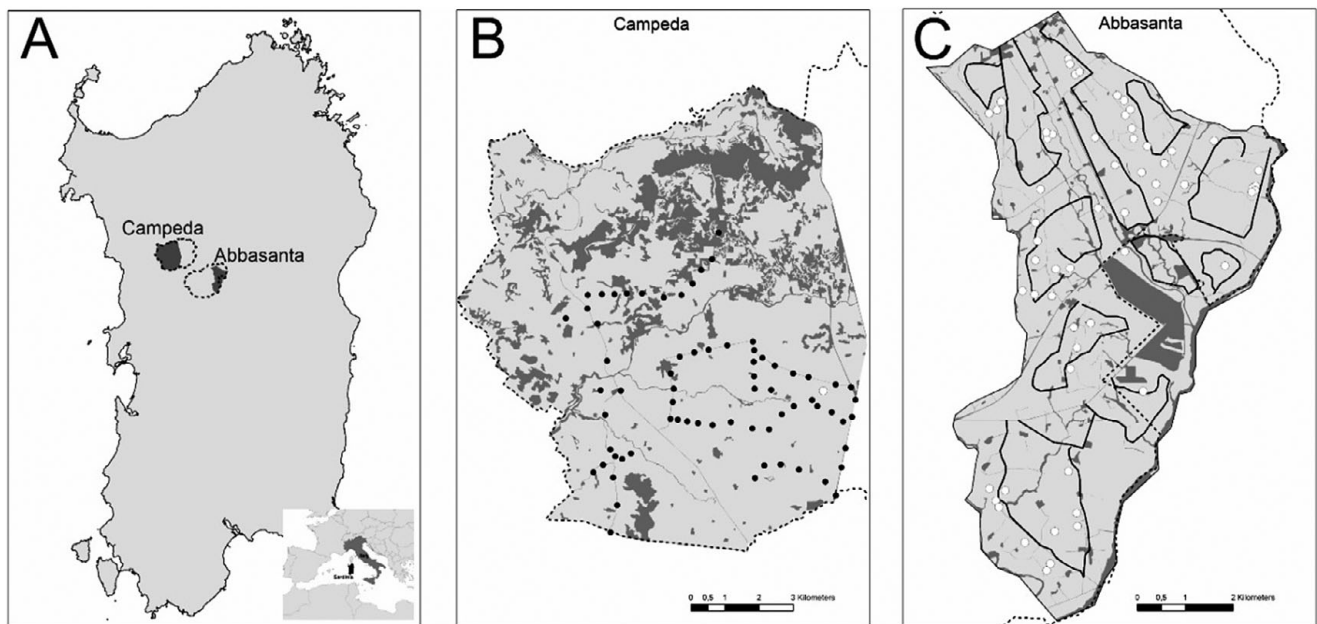 A
Campeda
Abbasanta
Sardinia
B
Campeda
0 0,5 1 2 3 Kilometers
C
Abbasanta
0 0,5 1 2 Kilometers